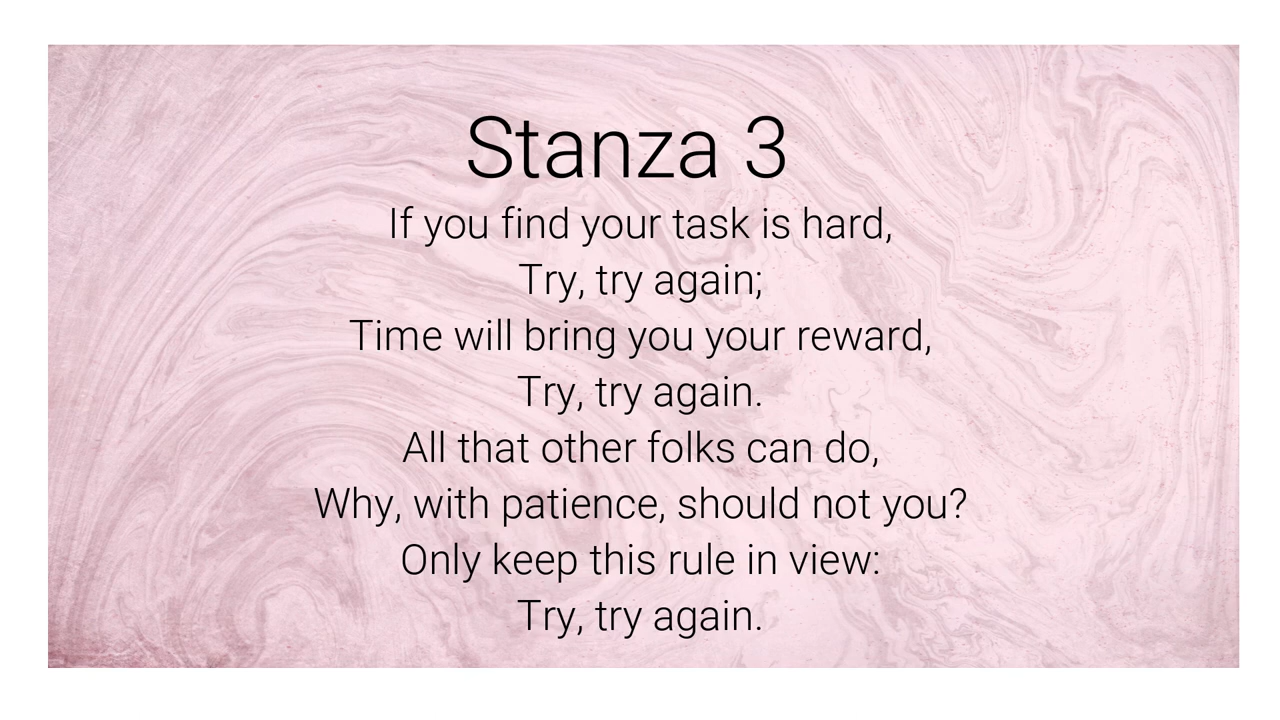 Stanza 3
If you find your task is hard,
Try, try again;
Time will bring you your reward,
Try, try again.
All that other folks can do,
Why, with patience, should not you?
Only keep this rule in view:
Try, try again.